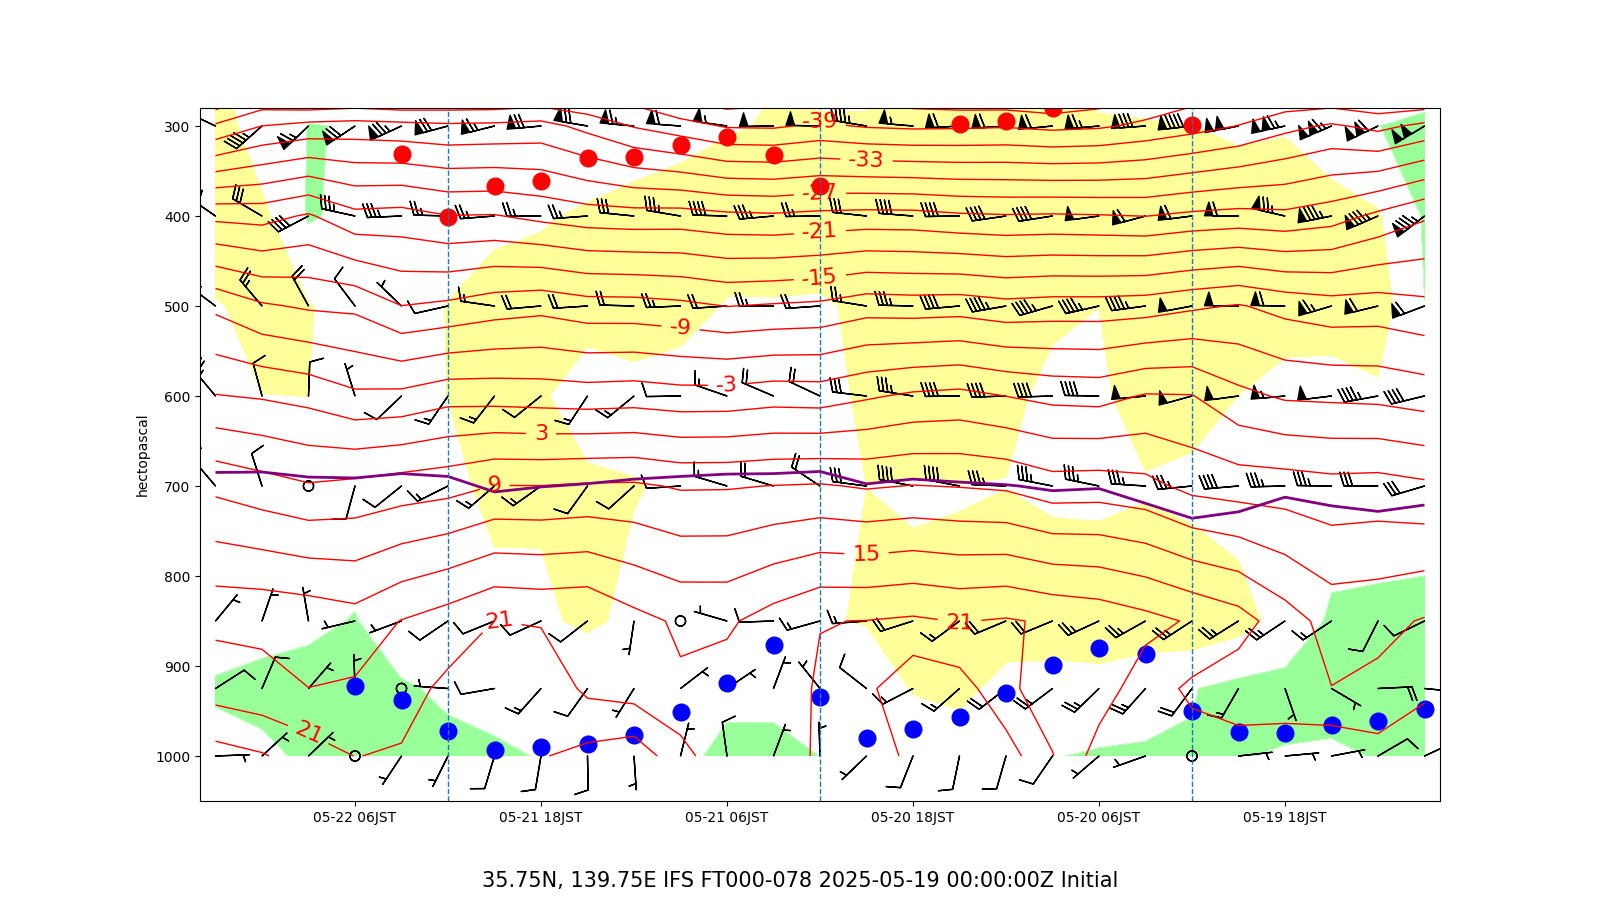 hectopascal
300
400
500
600
700
800
900
1000
-39
-33
-27
-21
-15
-9
-3
3
9
15
21
21
21
05-22 06JST
05-21 18JST
05-21 06JST
05-20 18JST
05-20 06JST
05-19 18JST
35.75N, 139.75E IFS FT000-078 2025-05-19 00:00:00Z Initial